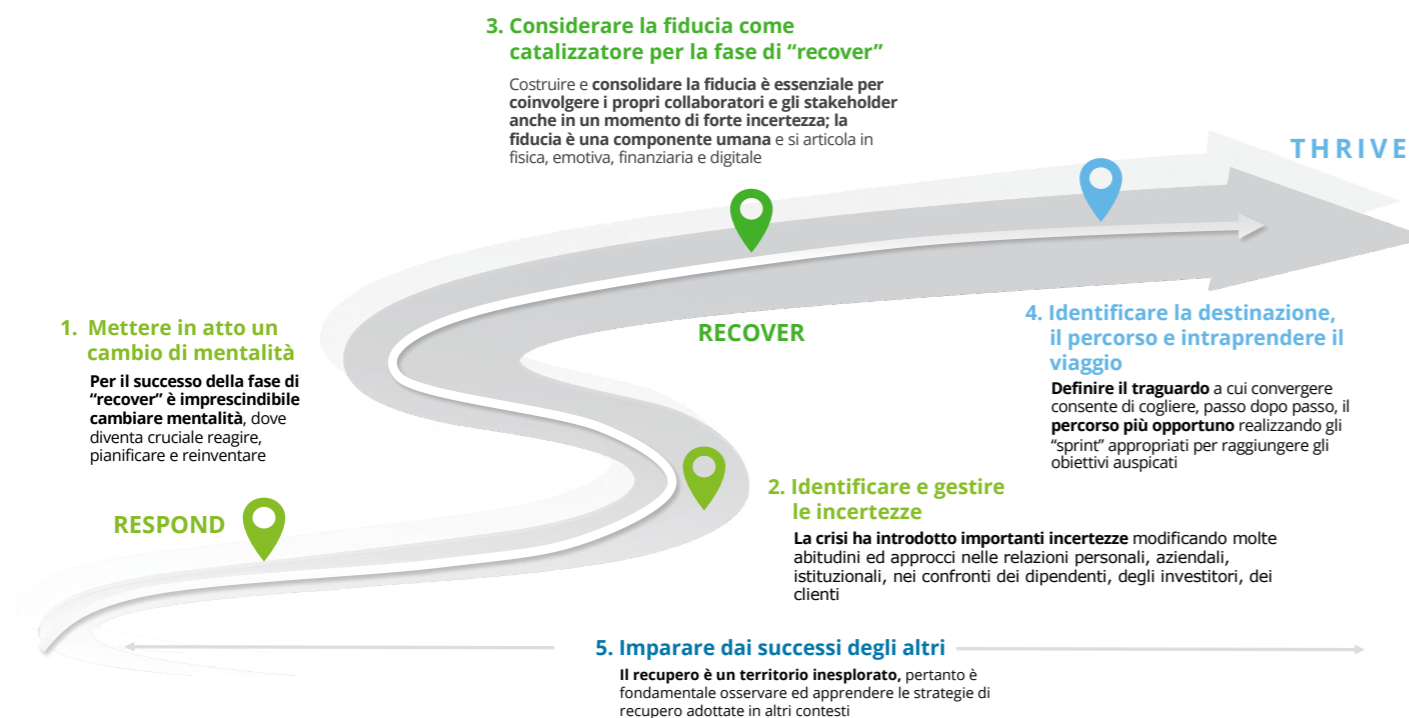 3. Considerare la fiducia come
catalizzatore per la fase di “recover”
Costruire e consolidare la fiducia è essenziale per
coinvolgere i propri collaboratori e gli stakeholder
anche in un momento di forte incertezza; la
fiducia è una componente umana e si articola in
fisica, emotiva, finanziaria e digitale
THRIVE
1. Mettere in atto un
cambio di mentalità
Per il successo della fase di
“recover” è imprescindibile
cambiare mentalità, dove
diventa cruciale reagire,
pianificare e reinventare
RECOVER
4. Identificare la destinazione,
il percorso e intraprendere il
viaggio
Definire il traguardo a cui convergere
consente di cogliere, passo dopo passo, il
percorso più opportuno realizzando gli
“sprint” appropriati per raggiungere gli
obiettivi auspicati
RESPOND
2. Identificare e gestire
le incertezze
La crisi ha introdotto importanti incertezze modificando molte
abitudini ed approcci nelle relazioni personali, aziendali,
istituzionali, nei confronti dei dipendenti, degli investitori, dei
clienti
5. Imparare dai successi degli altri
Il recupero è un territorio inesplorato, pertanto è
fondamentale osservare ed apprendere le strategie di
recupero adottate in altri contesti